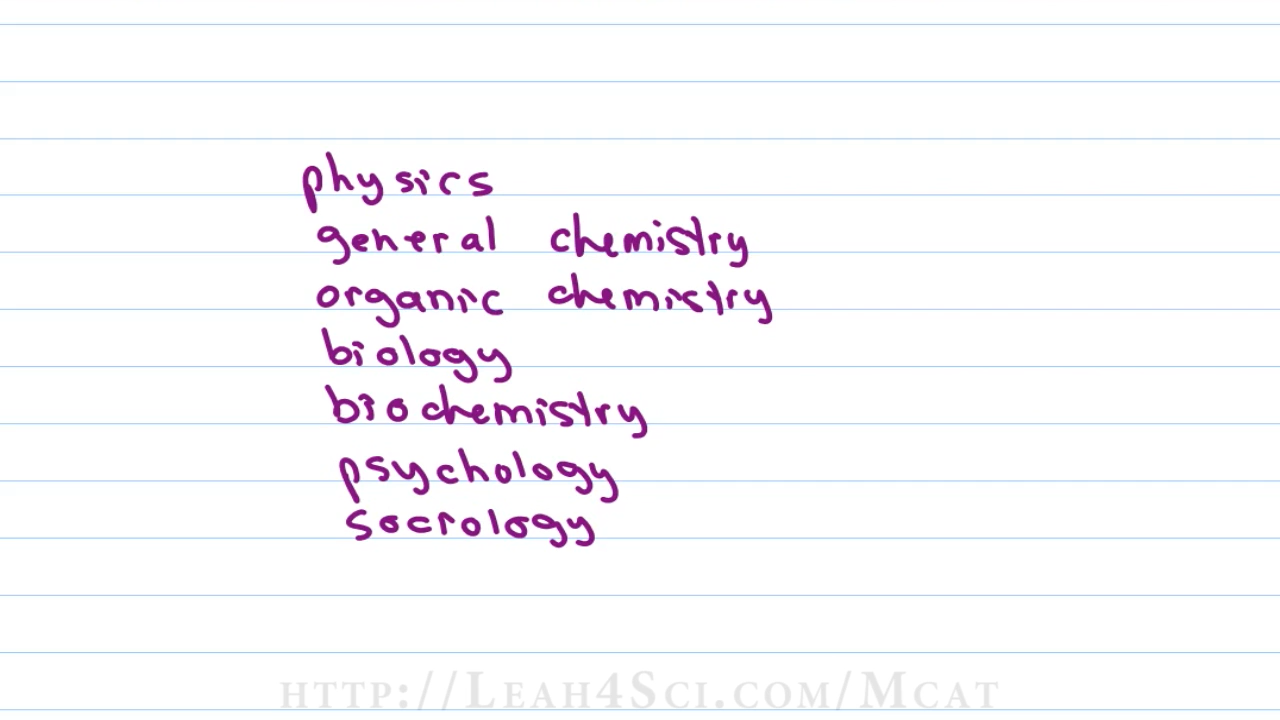 physics
general chemistry
organic chemistry
biology
biochemistry
psychology
sociology
http://Leah4Sci.com/Mcat